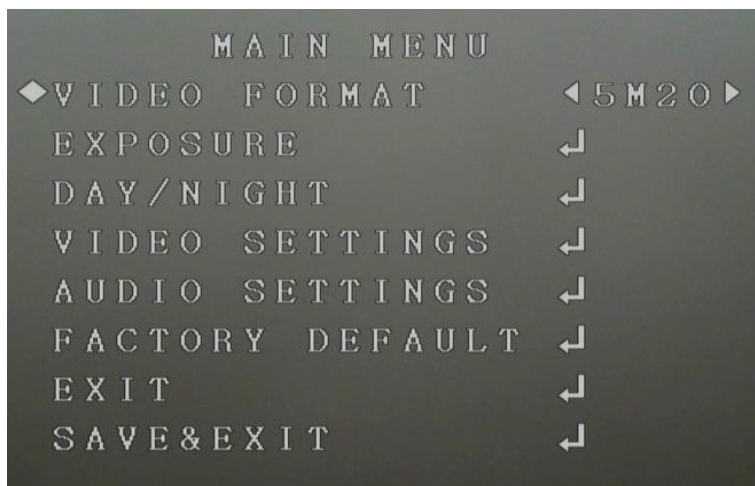 MAIN MENU
VIDEO FORMAT 5M20
EXPOSURE
DAY/NIGHT
VIDEO SETTINGS
AUDIO SETTINGS
FACTORY DEFAULT
EXIT
SAVE&EXIT